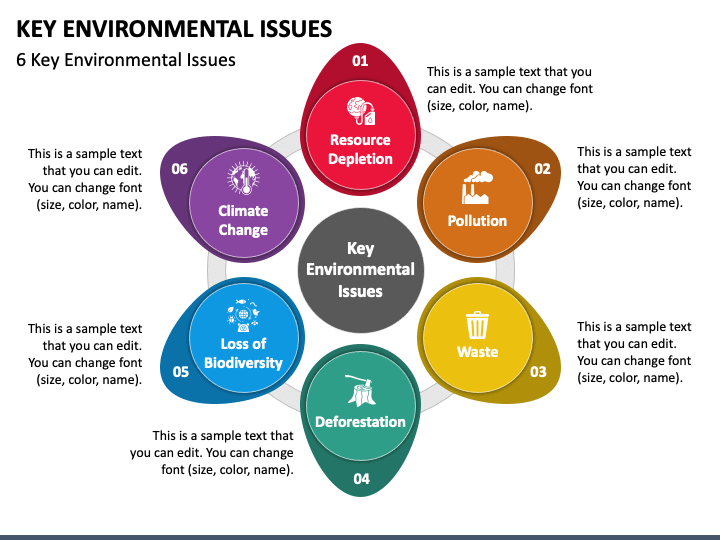 KEY ENVIRONMENTAL ISSUES
6 Key Environmental Issues
01
Resource
Depletion
This is a sample text that you
can edit. You can change font
(size, color, name).
02
Pollution
This is a sample text
that you can edit.
You can change font
(size, color, name).
03
Waste
This is a sample text
that you can edit.
You can change font
(size, color, name).
04
Deforestation
This is a sample text that
you can edit. You can change
font (size, color, name).
05
Loss of
Biodiversity
This is a sample text
that you can edit.
You can change font
(size, color, name).
06
Climate
Change
This is a sample text
that you can edit.
You can change font
(size, color, name).
Key
Environmental
Issues